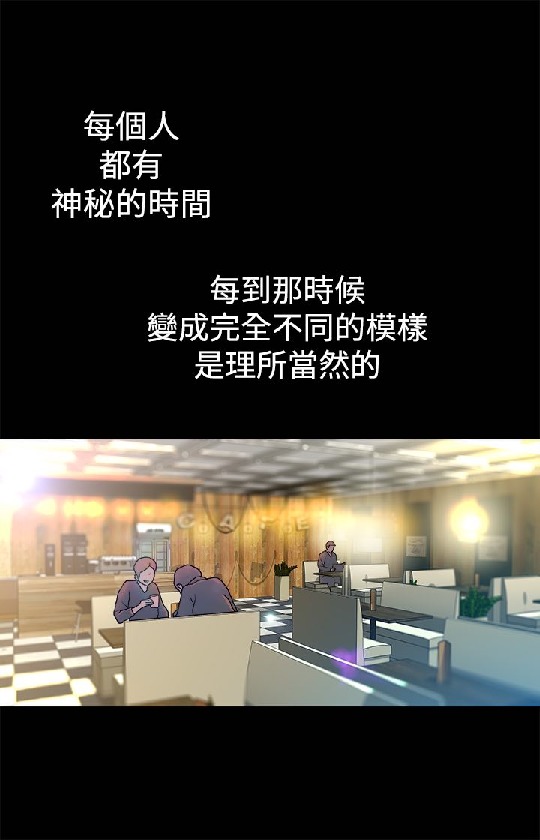 每個人
都有
神秘的時間
每到那時候
變成完全不同的模樣
是理所當然的